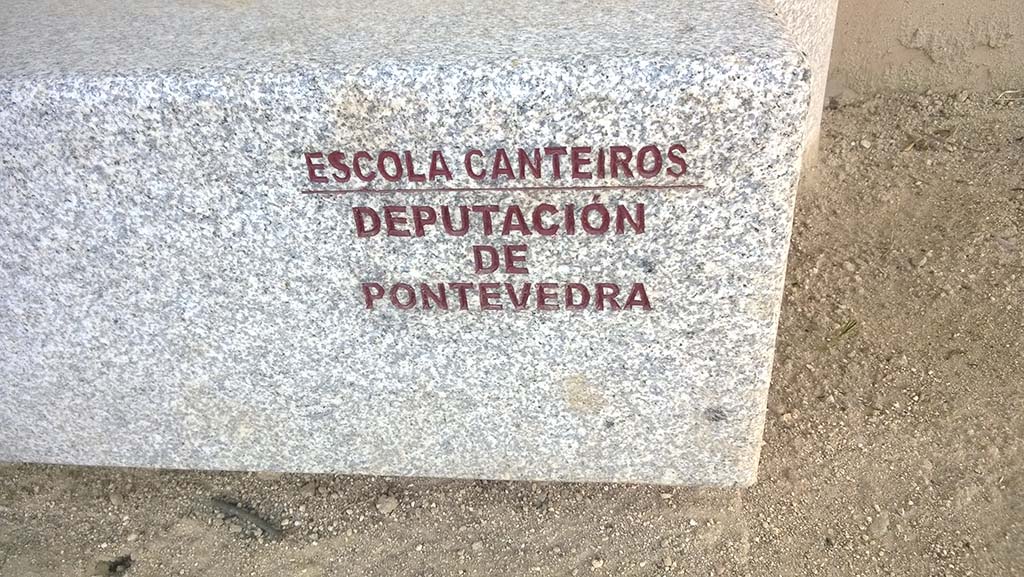 ESCOLA CANTEIROS
DEPUTACIÓN
DE
PONTEVEDRA